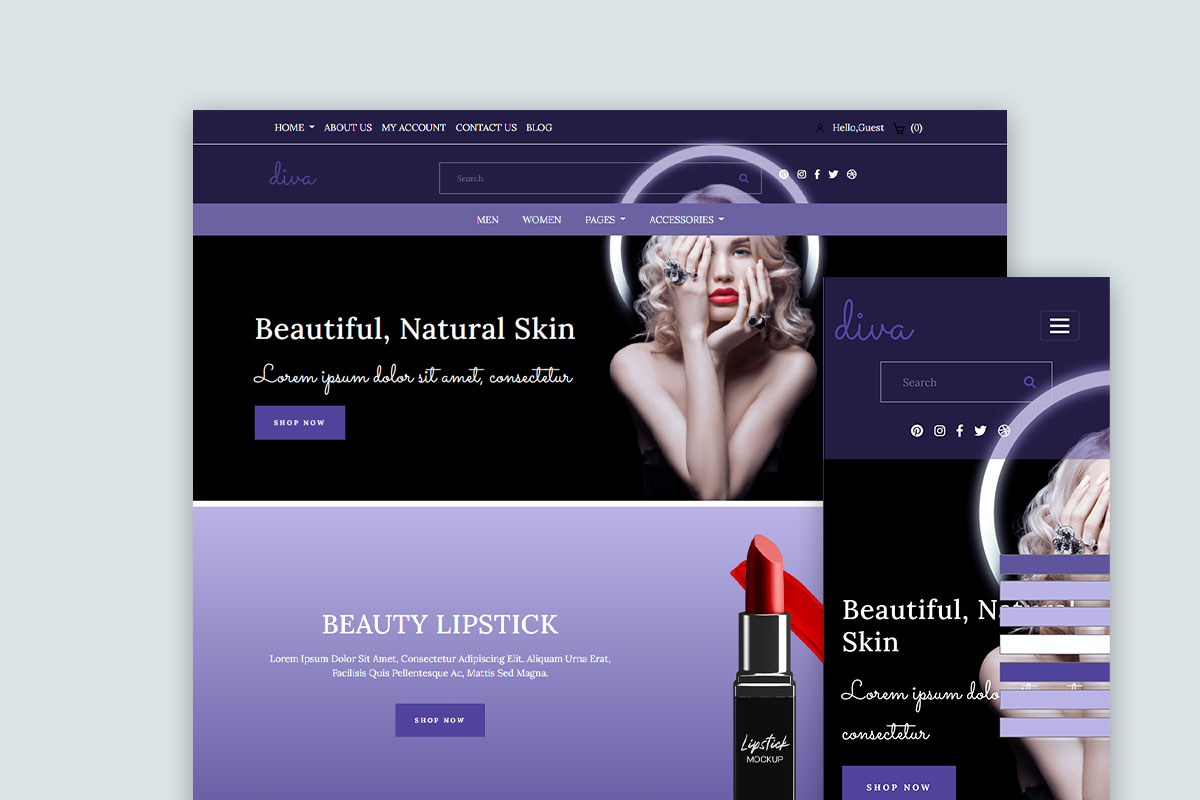 HOME ABOUT US MY ACCOUNT CONTACT US BLOG Hello,Guest (0)
diva Search
MEN WOMEN PAGES ACCESSORIES
Beautiful, Natural Skin
Lorem ipsum dolor sit amet, consectetur
SHOP NOW
BEAUTY LIPSTICK
Lorem Ipsum Dolor Sit Amet, Consectetur Adipiscing Elit. Aliquam Urna Erat,
Facilisis Quis Pellentesque Ac, Mattis Sed Magna.
SHOP NOW
Lipstick
MOCKUP
diva
Search
Beautiful, Natural
Skin
Lorem ipsum dolo
consectetur
SHOP NOW